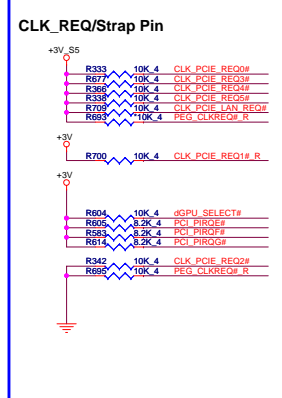 CLK_REQ/Strap Pin
+3V_S5
R333 10K_4 CLK_PCIE_REQ0#
R677 10K_4 CLK_PCIE_REQ3#
R366 10K_4 CLK_PCIE_REQ4#
R338 10K_4 CLK_PCIE_REQ5#
R709 10K_4 CLK_PCIE_LAN_REQ#
R693 *10K_4 PEG_CLKREQ#_R
+3V
R700 10K_4 CLK_PCIE_REQ1#_R
+3V
R604 10K_4 dGPU_SELECT#
R605 8.2K_4 PCI_PIRQE#
R583 8.2K_4 PCI_PIRQF#
R614 8.2K_4 PCI_PIRQG#
R342 10K_4 CLK_PCIE_REQ2#
R695 10K_4 PEG_CLKREQ#_R